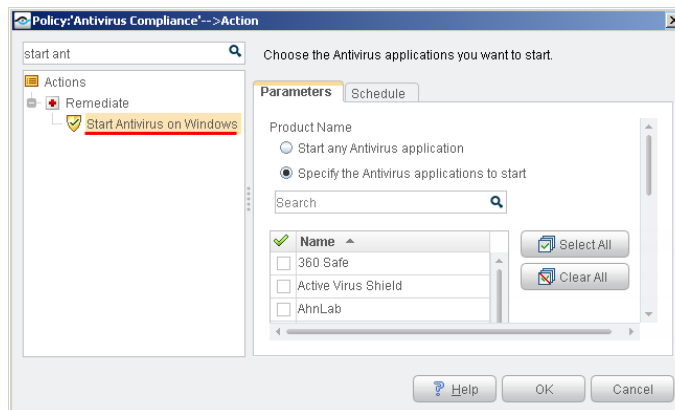 Policy:'Antivirus Compliance'-->Action
start ant
Actions
Remediate
Start Antivirus on Windows
Choose the Antivirus applications you want to start.
Parameters
Schedule
Product Name
Start any Antivirus application
Specify the Antivirus applications to start
Search
Name
360 Safe
Active Virus Shield
AhnLab
Select All
Clear All
Help
OK
Cancel